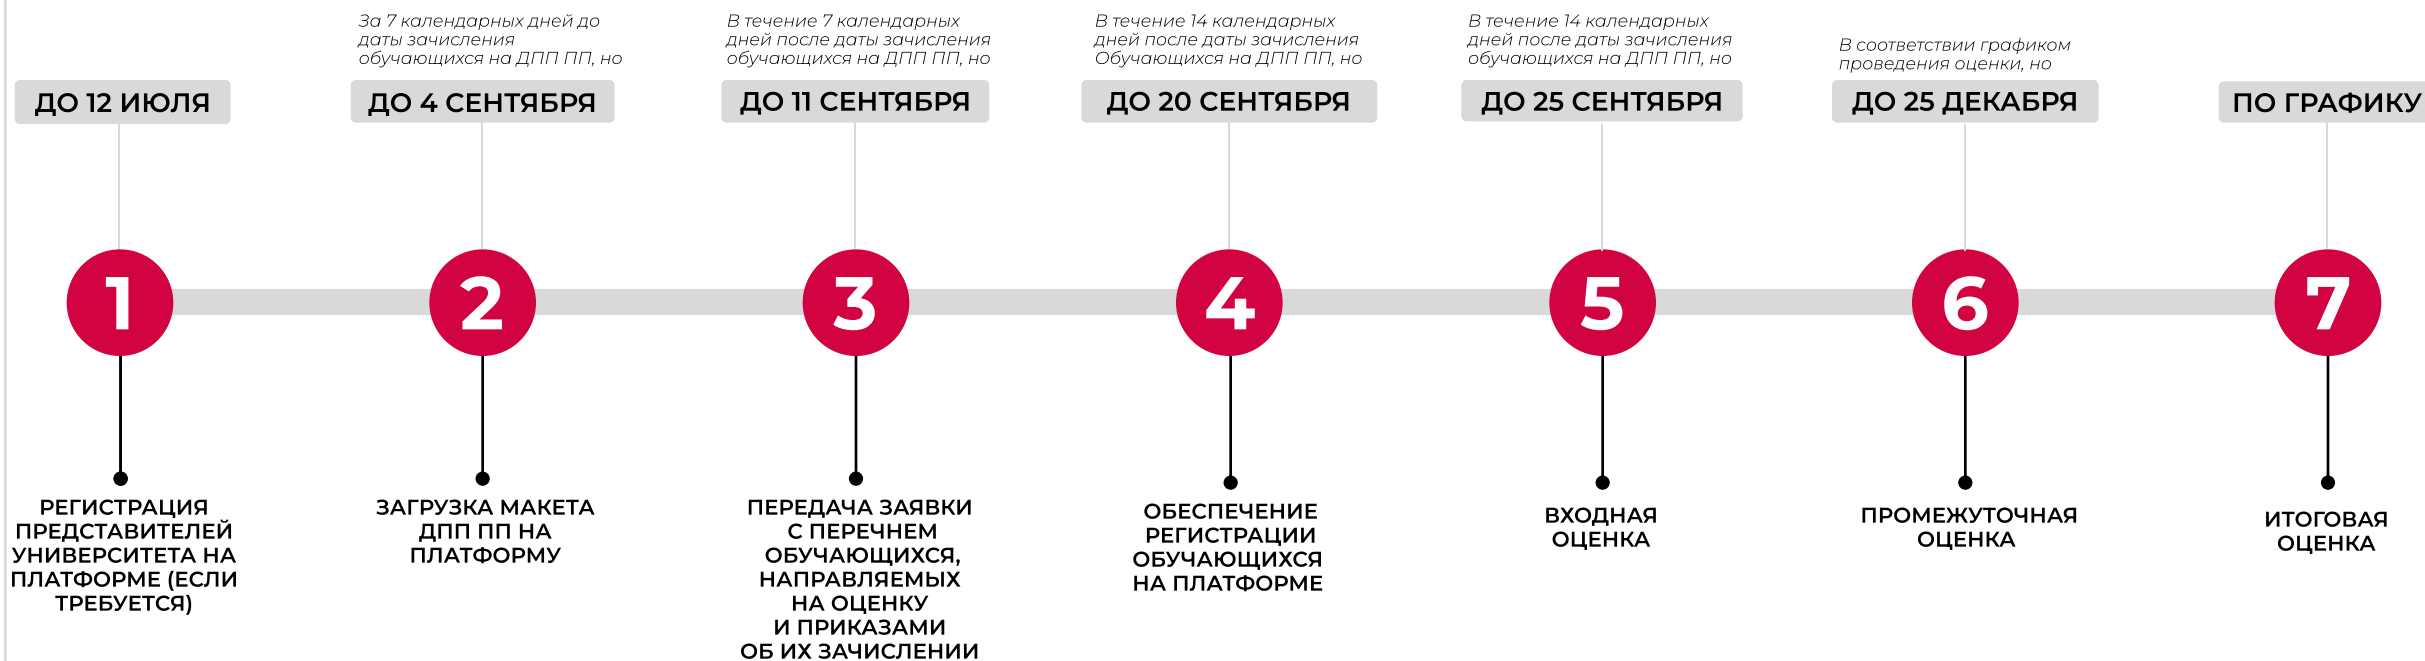 ДО 12 ИЮЛЯ
1
РЕГИСТРАЦИЯ
ПРЕДСТАВИТЕЛЕЙ
УНИВЕРСИТЕТА НА
ПЛАТФОРМЕ (ЕСЛИ
ТРЕБУЕТСЯ)
За 7 календарных дней до
даты зачисления
обучающихся на ДПП ПП, но
ДО 4 СЕНТЯБРЯ
2
ЗАГРУЗКА МАКЕТА
ДПП ПП НА
ПЛАТФОРМУ
В течение 7 календарных
дней после даты зачисления
обучающихся на ДПП ПП, но
ДО 11 СЕНТЯБРЯ
3
ПЕРЕДАЧА ЗАЯВКИ
С ПЕРЕЧНЕМ
ОБУЧАЮЩИХСЯ,
НАПРАВЛЯЕМЫХ
НА ОЦЕНКУ
И ПРИКАЗАМИ
ОБ ИХ ЗАЧИСЛЕНИИ
В течение 14 календарных
дней после даты зачисления
Обучающихся на ДПП ПП, но
ДО 20 СЕНТЯБРЯ
4
ОБЕСПЕЧЕНИЕ
РЕГИСТРАЦИИ
ОБУЧАЮЩИХСЯ
НА ПЛАТФОРМЕ
В течение 14 календарных
дней после даты зачисления
обучающихся на ДПП ПП, но
ДО 25 СЕНТЯБРЯ
5
ВХОДНАЯ
ОЦЕНКА
В соответствии графиком
проведения оценки, но
ДО 25 ДЕКАБРЯ
6
ПРОМЕЖУТОЧНАЯ
ОЦЕНКА
ПО ГРАФИКУ
7
ИТОГОВАЯ
ОЦЕНКА